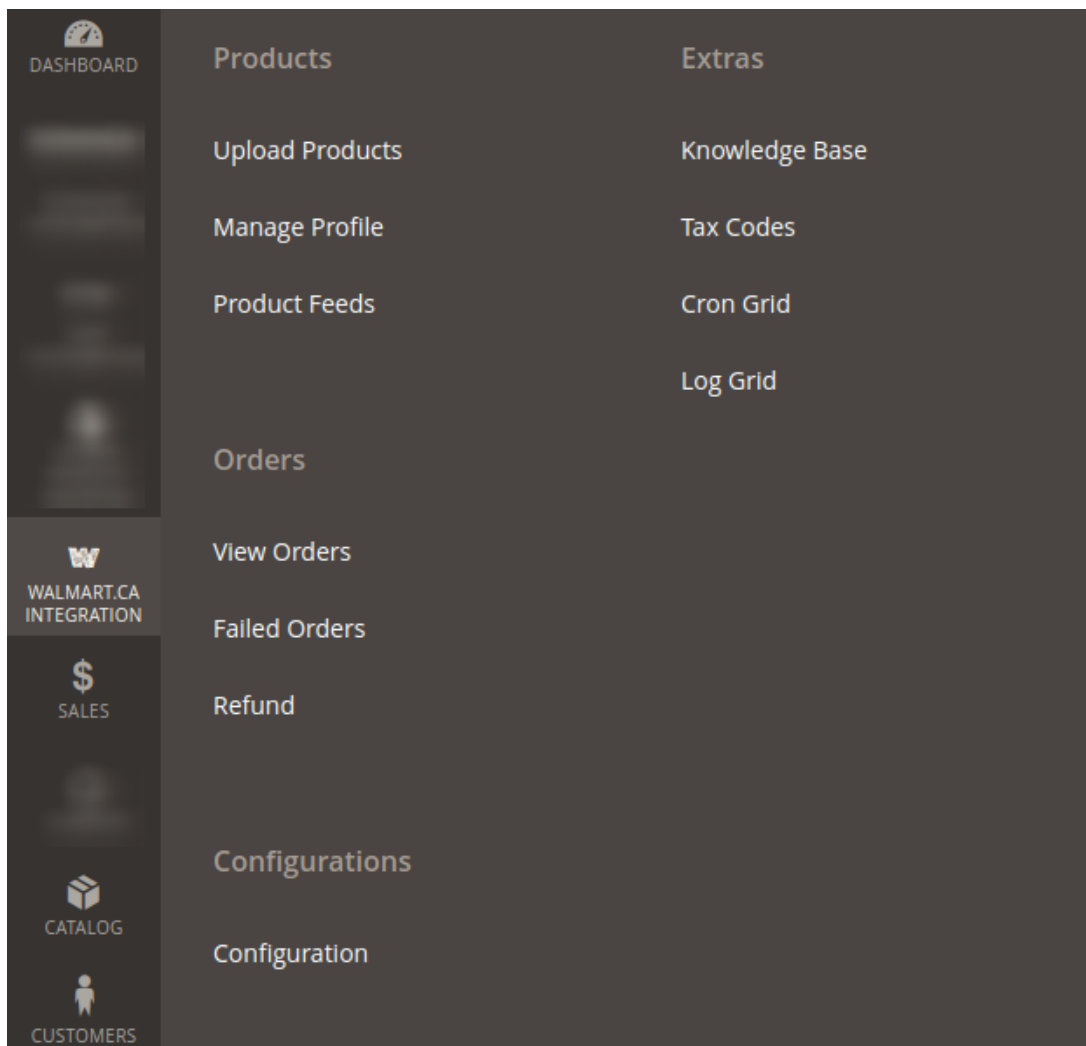 DASHBOARD
WALMART.CA
INTEGRATION
SALES
CATALOG
CUSTOMERS
Products
Upload Products
Manage Profile
Product Feeds
Orders
View Orders
Failed Orders
Refund
Configurations
Configuration
Extras
Knowledge Base
Tax Codes
Cron Grid
Log Grid